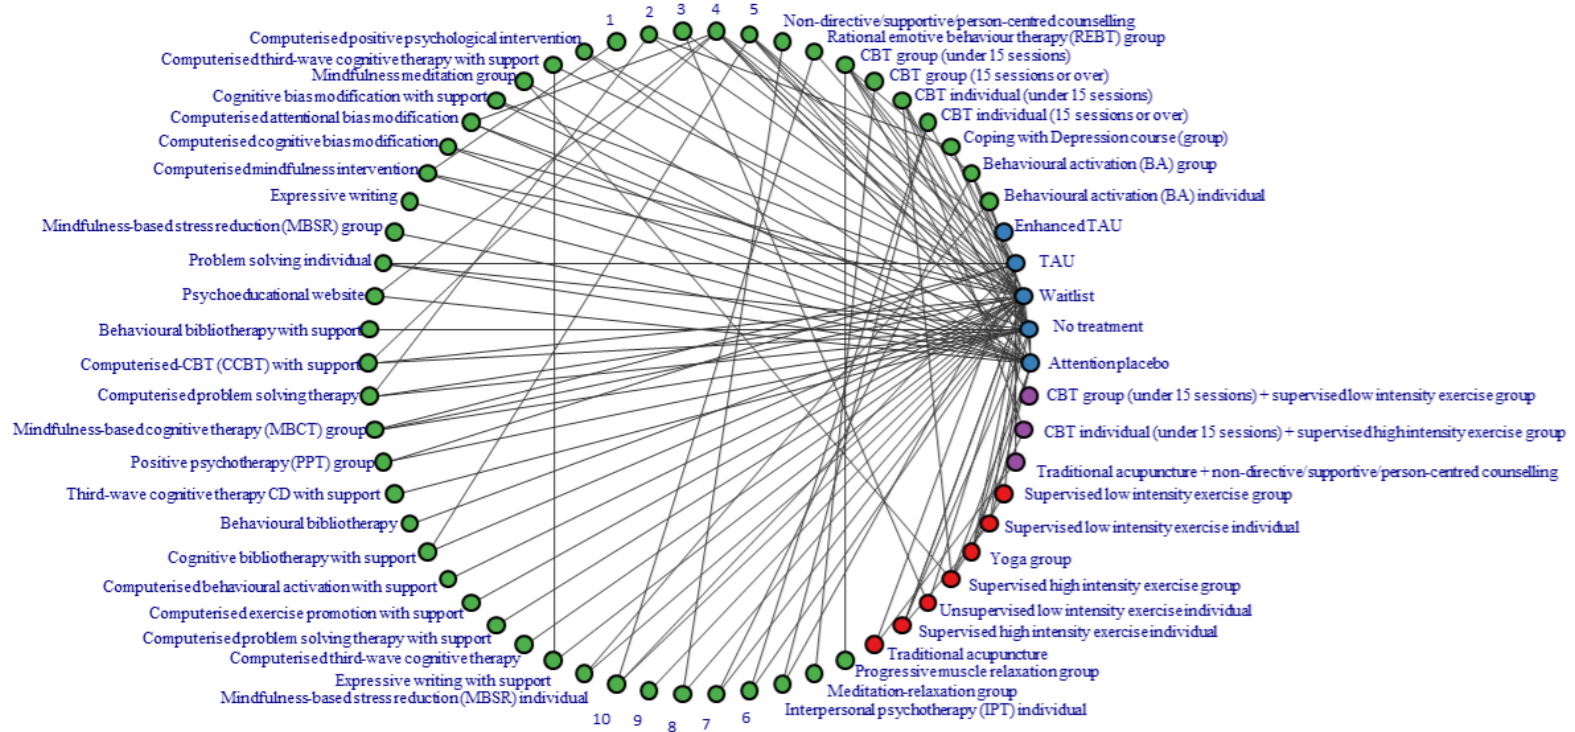 1
2
3
4
5
Non-directive/supportive/person-centred counselling
Rational emotive behaviour therapy (REBT) group
CBT group (under 15 sessions)
CBT group (15 sessions or over)
CBT individual (under 15 sessions)
CBT individual (15 sessions or over)
Coping with Depression course (group)
Behavioural activation (BA) group
Behavioural activation (BA) individual
Enhanced TAU
TAU
Waitlist
No treatment
Attention placebo
CBT group (under 15 sessions) + supervised low intensity exercise group
CBT individual (under 15 sessions) + supervised high intensity exercise group
Traditional acupuncture + non-directive/supportive/person-centred counselling
Supervised low intensity exercise group
Supervised low intensity exercise individual
Yoga group
Supervised high intensity exercise group
Unsupervised low intensity exercise individual
Supervised high intensity exercise individual
Traditional acupuncture
Progressive muscle relaxation group
Meditation-relaxation group
Interpersonal psychotherapy (IPT) individual
6
7
8
9
10
Mindfulness-based stress reduction (MBSR) individual
Expressive writing with support
Computerised third-wave cognitive therapy
Computerised problem solving therapy with support
Computerised exercise promotion with support
Computerised behavioural activation with support
Cognitive bibliotherapy with support
Behavioural bibliotherapy
Third-wave cognitive therapy CD with support
Positive psychotherapy (PPT) group
Mindfulness-based cognitive therapy (MBCT) group
Computerised problem solving therapy
Computerised-CBT (CCBT) with support
Behavioural bibliotherapy with support
Psychoeducational website
Problem solving individual
Mindfulness-based stress reduction (MBSR) group
Expressive writing
Computerised mindfulness intervention
Computerised cognitive bias modification
Computerised attentional bias modification
Cognitive bias modification with support
Mindfulness meditation group
Computerised third-wave cognitive therapy with support
Computerised positive psychological intervention